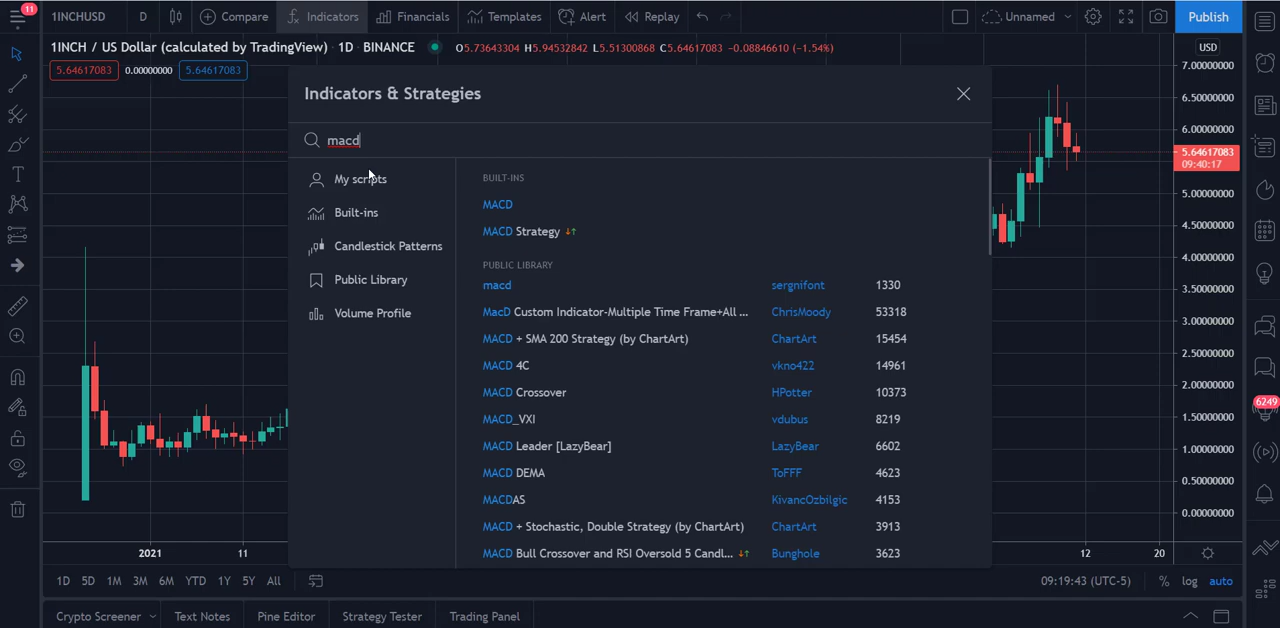 11
1INCHUSD D Compare Indicators Financials Templates Alert Replay Unnamed Publish
1INCH / US Dollar (calculated by TradingView) · 1D · BINANCE O5.73643304 H5.94532842 L5.51300868 C5.64617083 -0.08846610 (-1.54%)
USD
5.64617083 0.00000000 5.64617083
7.00000000
6.50000000
6.00000000
5.64617083
09:40:17
5.00000000
4.50000000
4.00000000
3.50000000
3.00000000
2.50000000
2.00000000
1.50000000
1.00000000
0.50000000
0.00000000
Indicators & Strategies
macd
My scripts
Built-ins
Candlestick Patterns
Public Library
Volume Profile
BUILT-INS
MACD
MACD Strategy
PUBLIC LIBRARY
macd sergnifont 1330
MacD Custom Indicator-Multiple Time Frame+All ... ChrisMoody 53318
MACD + SMA 200 Strategy (by ChartArt) ChartArt 15454
MACD 4C vkno422 14961
MACD Crossover HPotter 10373
MACD_VXI vdubus 8219
MACD Leader [LazyBear] LazyBear 6602
MACD DEMA ToFFF 4623
MACDAS KivancOzbilgic 4153
MACD + Stochastic, Double Strategy (by ChartArt) ChartArt 3913
MACD Bull Crossover and RSI Oversold 5 Candl... Bunghole 3623
6249
2021 11 12 20
1D 5D 1M 3M 6M YTD 1Y 5Y All 09:19:43 (UTC-5) % log auto
Crypto Screener Text Notes Pine Editor Strategy Tester Trading Panel